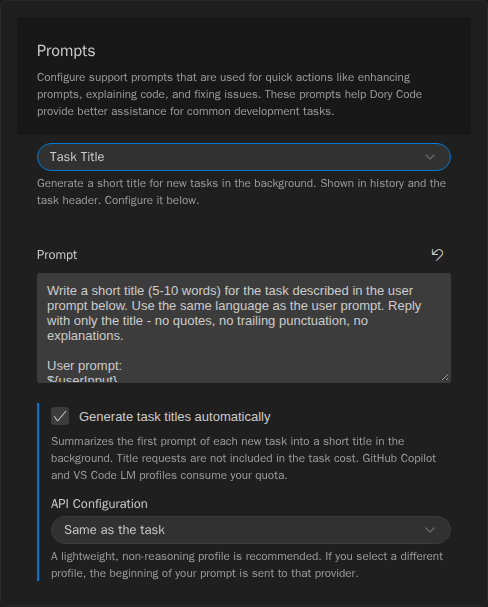 Prompts
Configure support prompts that are used for quick actions like enhancing
prompts, explaining code, and fixing issues. These prompts help Dory Code
provide better assistance for common development tasks.
Task Title
Generate a short title for new tasks in the background. Shown in history and the
task header. Configure it below.
Prompt
Write a short title (5-10 words) for the task described in the user
prompt below. Use the same language as the user prompt. Reply
with only the title - no quotes, no trailing punctuation, no
explanations.
User prompt:
${userInput}
Generate task titles automatically
Summarizes the first prompt of each new task into a short title in the
background. Title requests are not included in the task cost. GitHub Copilot
and VS Code LM profiles consume your quota.
API Configuration
Same as the task
A lightweight, non-reasoning profile is recommended. If you select a different
profile, the beginning of your prompt is sent to that provider.